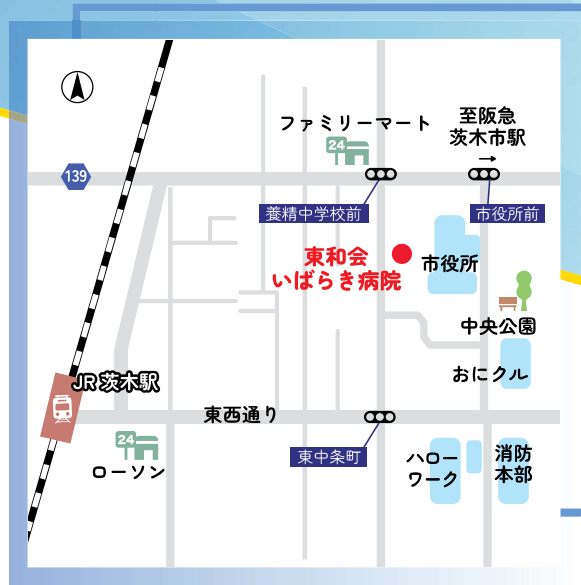 ファミリーマート
24
至阪急
茨木市駅
→
139
養精中学校前
市役所前
東和会
いばらき病院
市役所
中央公園
おにクル
JR 茨木駅
東西通り
24
ローソン
東中条町
ハロー
ワーク
消防
本部